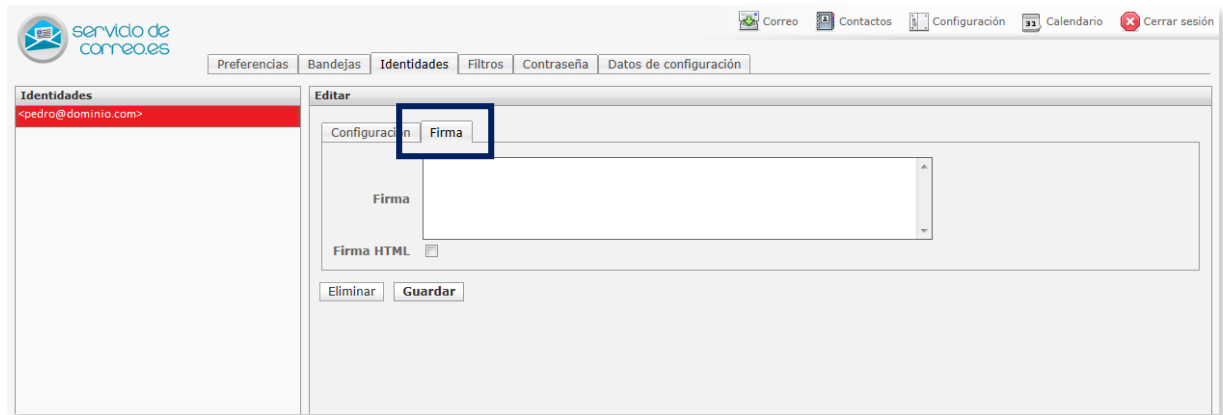 servicio de
correo.es
Correo Contactos Configuración 31 Calendario Cerrar sesión
Preferencias Bandejas Identidades Filtros Contraseña Datos de configuración
Identidades
<pedro@dominio.com>
Editar
Configuración Firma
Firma
Firma HTML
Eliminar Guardar